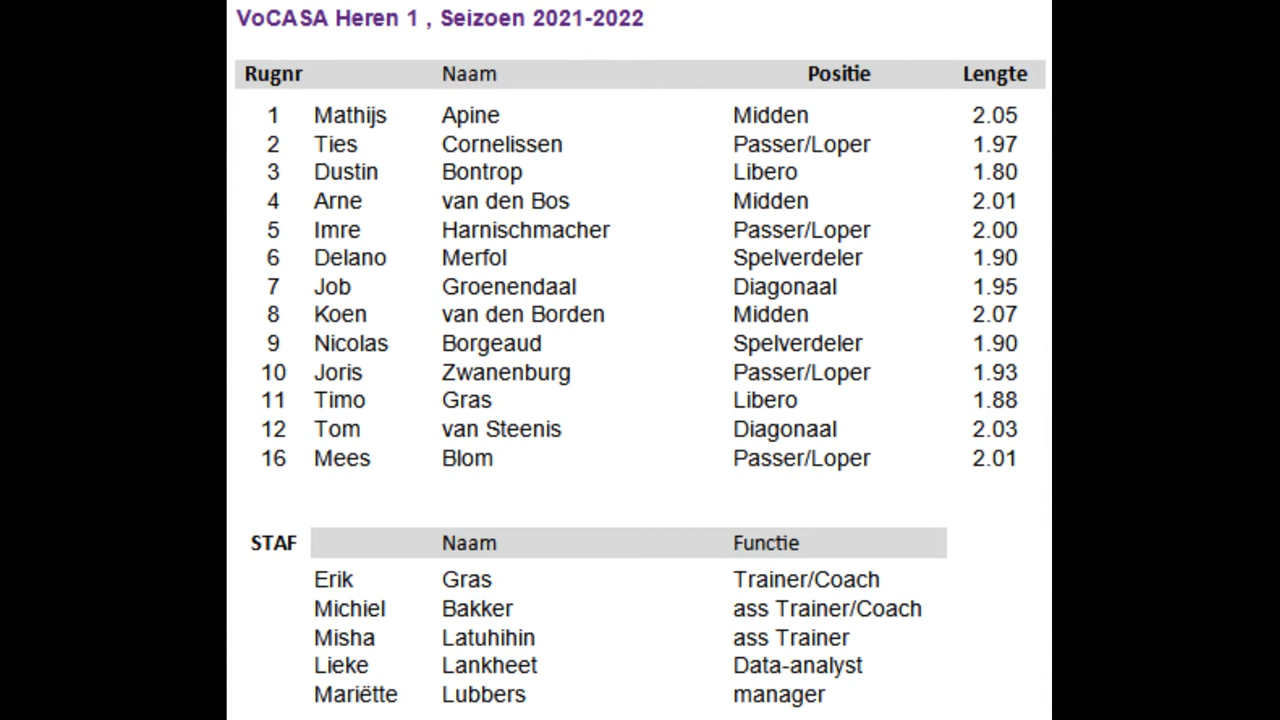 VoCASA Heren 1 , Seizoen 2021-2022
Rugnr Naam Positie Lengte
1 Mathijs Apine Midden 2.05
2 Ties Cornelissen Passer/Loper 1.97
3 Dustin Bontrop Libero 1.80
4 Arne van den Bos Midden 2.01
5 Imre Harnischmacher Passer/Loper 2.00
6 Delano Merfol Spelverdeler 1.90
7 Job Groenendaal Diagonaal 1.95
8 Koen van den Borden Midden 2.07
9 Nicolas Borgeaud Spelverdeler 1.90
10 Joris Zwanenburg Passer/Loper 1.93
11 Timo Gras Libero 1.88
12 Tom van Steenis Diagonaal 2.03
16 Mees Blom Passer/Loper 2.01
STAF Naam Functie
Erik Gras Trainer/Coach
Michiel Bakker ass Trainer/Coach
Misha Latuhihin ass Trainer
Lieke Lankheet Data-analyst
Mariëtte Lubbers manager